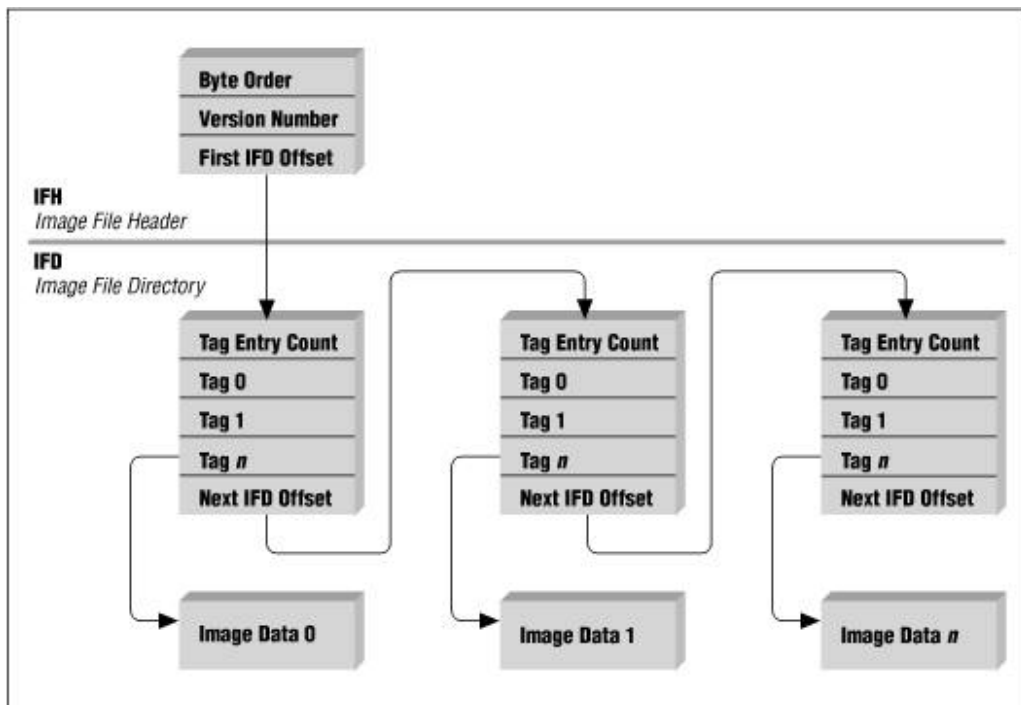 Byte Order
Version Number
First IFD Offset
IFH
Image File Header
IFD
Image File Directory
Tag Entry Count
Tag 0
Tag 1
Tag n
Next IFD Offset
Tag Entry Count
Tag 0
Tag 1
Tag n
Next IFD Offset
Tag Entry Count
Tag 0
Tag 1
Tag n
Next IFD Offset
Image Data 0
Image Data 1
Image Data n